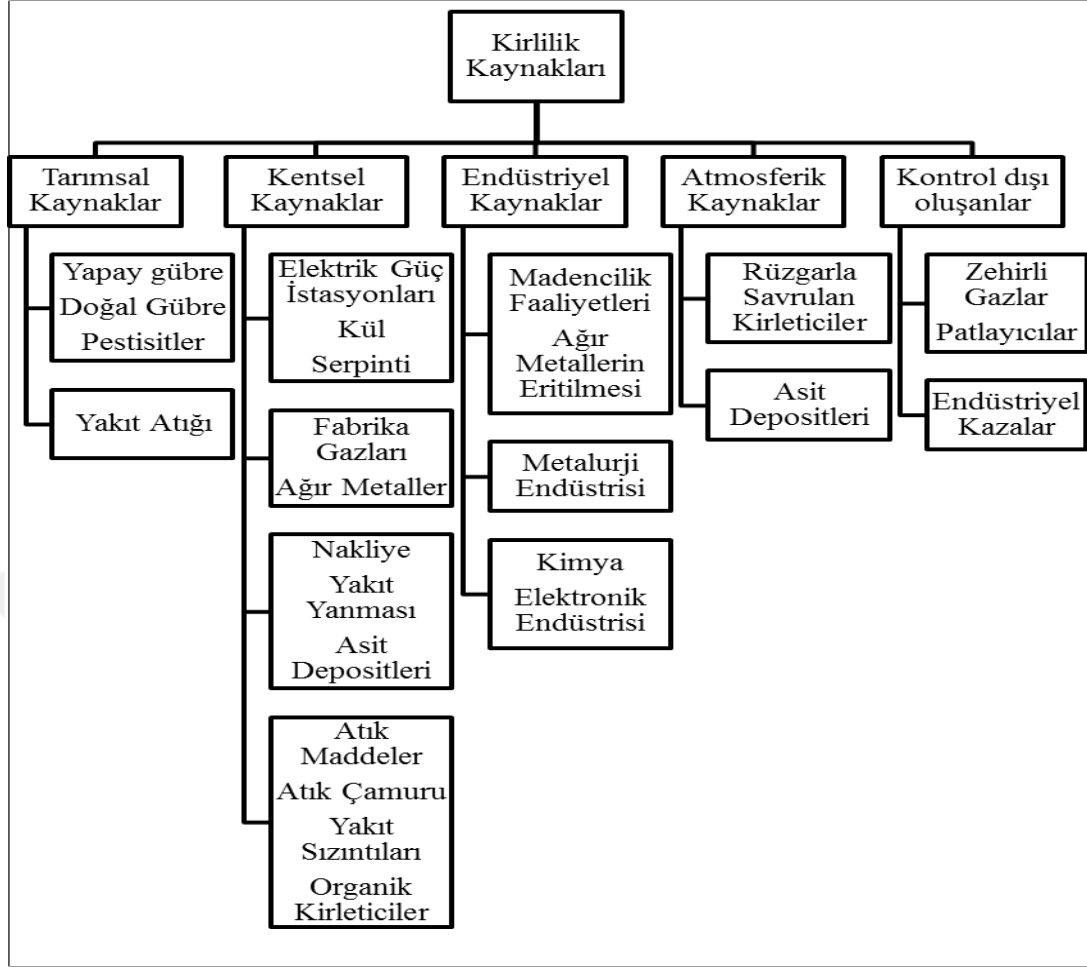 Kirlilik
Kaynakları
Tarımsal
Kaynaklar
Yapay gübre
Doğal Gübre
Pestisitler
Yakıt Atığı
Kentsel
Kaynaklar
Elektrik Güç
İstasyonları
Kül
Serpinti
Fabrika
Gazları
Ağır Metaller
Nakliye
Yakıt
Yanması
Asit
Depositleri
Atık
Maddeler
Atık Çamuru
Yakıt
Sızıntıları
Organik
Kirleticiler
Endüstriyel
Kaynaklar
Madencilik
Faaliyetleri
Ağır
Metallerin
Eritilmesi
Metalurji
Endüstrisi
Kimya
Elektronik
Endüstrisi
Atmosferik
Kaynaklar
Rüzgarla
Savrulan
Kirleticiler
Asit
Depositleri
Kontrol dışı
oluşanlar
Zehirli
Gazlar
Patlayıcılar
Endüstriyel
Kazalar